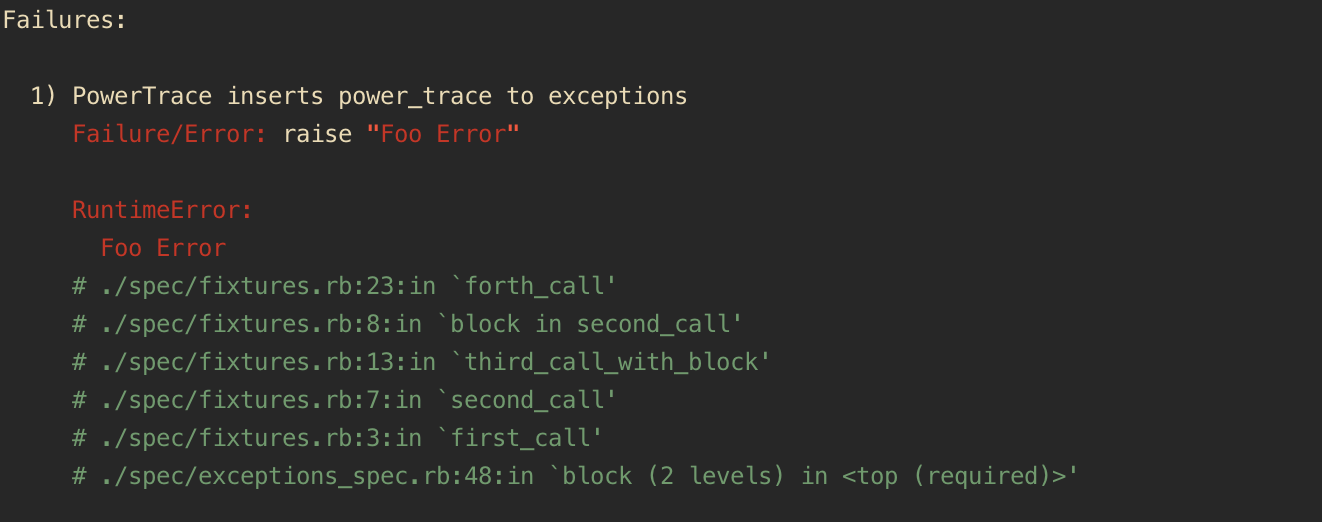 Failures:
1) PowerTrace inserts power_trace to exceptions
Failure/Error: raise "Foo Error"
RuntimeError:
Foo Error
# ./spec/fixtures.rb:23:in `forth_call'
# ./spec/fixtures.rb:8:in `block in second_call'
# ./spec/fixtures.rb:13:in `third_call_with_block'
# ./spec/fixtures.rb:7:in `second_call'
# ./spec/fixtures.rb:3:in `first_call'
# ./spec/exceptions_spec.rb:48:in `block (2 levels) in <top (required)>'